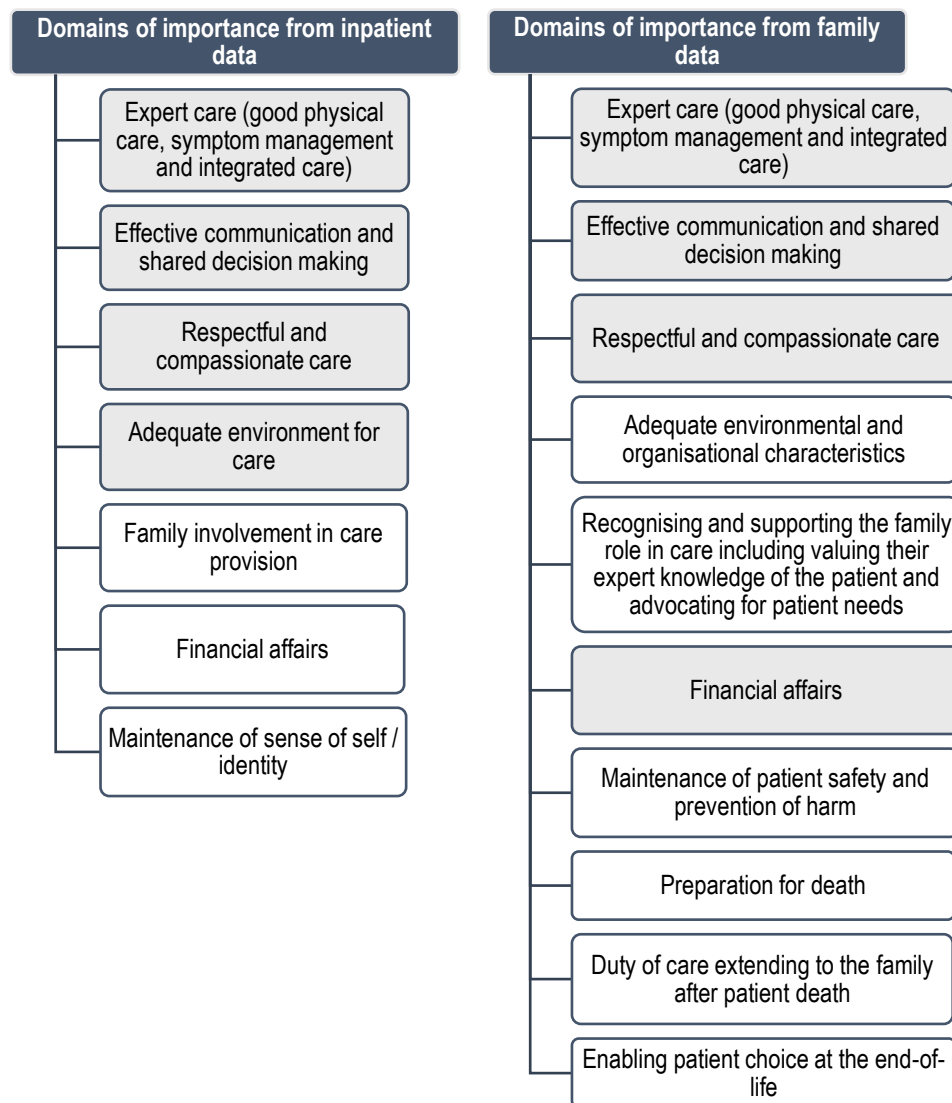 Domains of importance from inpatient
data
Expert care (good physical
care, symptom management
and integrated care)
Effective communication and
shared decision making
Respectful and
compassionate care
Adequate environment for
care
Family involvement in care
provision
Financial affairs
Maintenance of sense of self /
identity
Domains of importance from family
data
Expert care (good physical care,
symptom management and integrated
care)
Effective communication and shared
decision making
Respectful and compassionate care
Adequate environmental and
organisational characteristics
Recognising and supporting the family
role in care including valuing their
expert knowledge of the patient and
advocating for patient needs
Financial affairs
Maintenance of patient safety and
prevention of harm
Preparation for death
Duty of care extending to the family
after patient death
Enabling patient choice at the end-of-
life